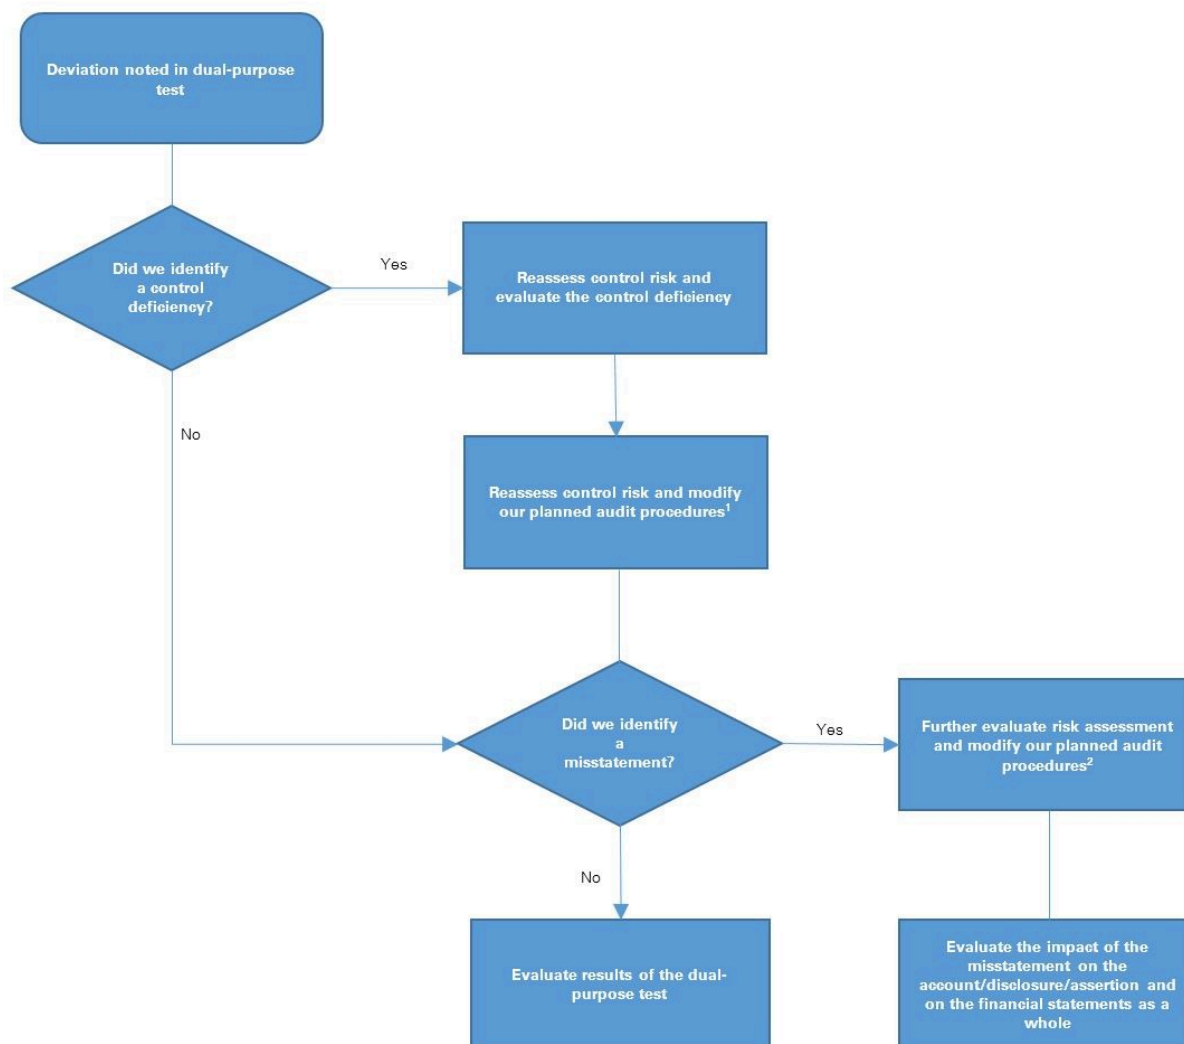 Deviation noted in dual-purpose
test
Did we identify
a control
deficiency?
Yes
Reassess control risk and
evaluate the control deficiency
No
Reassess control risk and modify
our planned audit procedures¹
Did we identify
a
misstatement?
Yes
Further evaluate risk assessment
and modify our planned audit
procedures²
No
Evaluate results of the dual-
purpose test
Evaluate the impact of the
misstatement on the
account/disclosure/assertion and
on the financial statements as a
whole